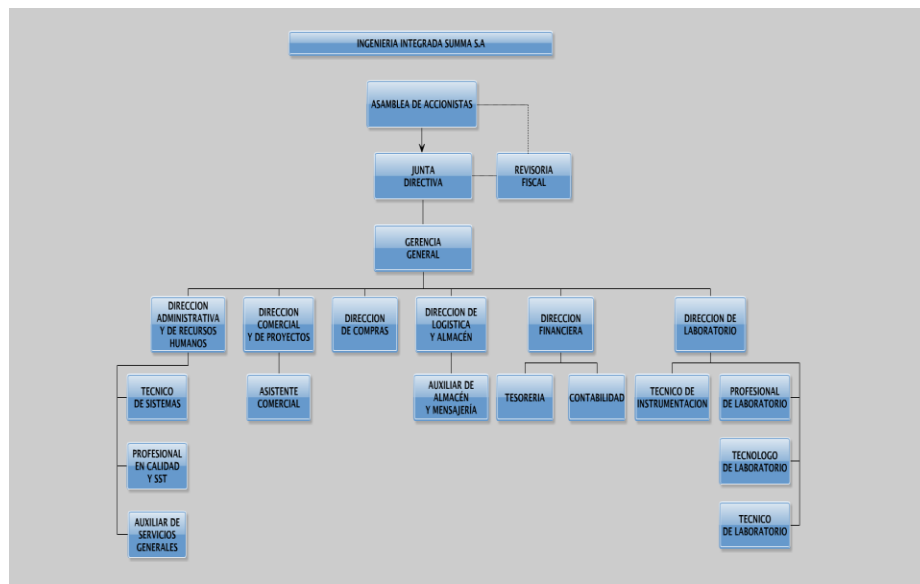 INGENIERIA INTEGRADA SUMMA S.A
ASAMBLEA DE ACCIONISTAS
JUNTA
DIRECTIVA
REVISORIA
FISCAL
GERENCIA
GENERAL
DIRECCION
ADMINISTRATIVA
Y DE RECURSOS
HUMANOS
DIRECCION
COMERCIAL
Y DE PROYECTOS
DIRECCION
DE COMPRAS
DIRECCION DE
LOGISTICA
Y ALMACÉN
DIRECCION
FINANCIERA
DIRECCION DE
LABORATORIO
TECNICO
DE SISTEMAS
ASISTENTE
COMERCIAL
AUXILIAR DE
ALMACÉN
Y MENSAJERÍA
TESORERIA
CONTABILIDAD
TECNICO DE
INSTRUMENTACION
PROFESIONAL
DE LABORATORIO
PROFESIONAL
EN CALIDAD
Y SST
TECNOLOGO
DE LABORATORIO
AUXILIAR DE
SERVICIOS
GENERALES
TECNICO
DE LABORATORIO